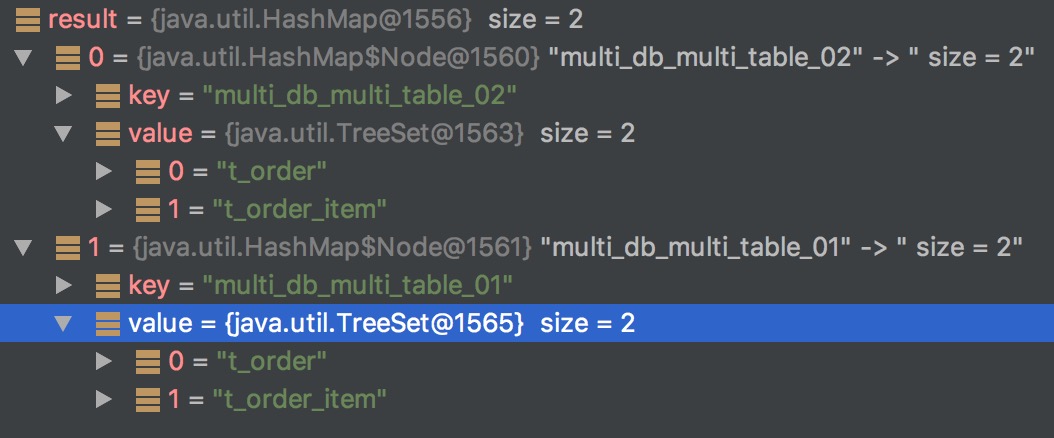 result = {java.util.HashMap@1556} size = 2
0 = {java.util.HashMap$Node@1560} "multi_db_multi_table_02" -> " size = 2"
key = "multi_db_multi_table_02"
value = {java.util.TreeSet@1563} size = 2
0 = "t_order"
1 = "t_order_item"
1 = {java.util.HashMap$Node@1561} "multi_db_multi_table_01" -> " size = 2"
key = "multi_db_multi_table_01"
value = {java.util.TreeSet@1565} size = 2
0 = "t_order"
1 = "t_order_item"